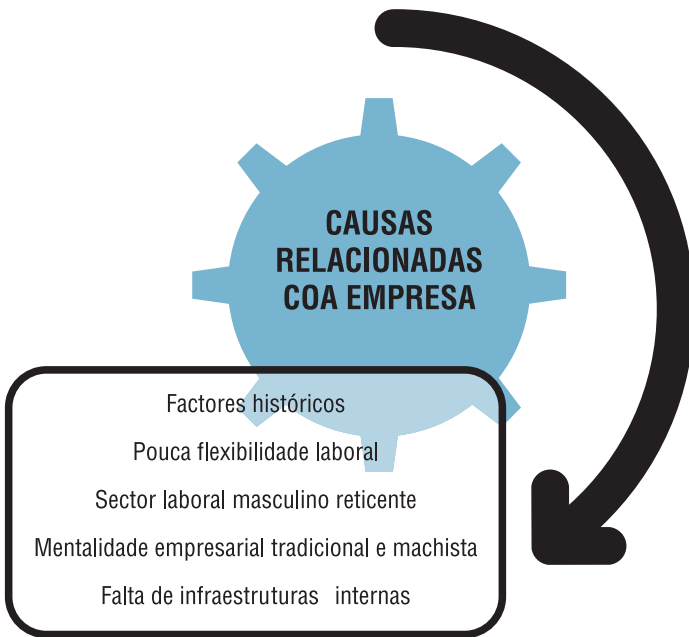 CAUSAS
RELACIONADAS
COA EMPRESA
Factores históricos
Pouca flexibilidade laboral
Sector laboral masculino reticente
Mentalidade empresarial tradicional e machista
Falta de infraestruturas internas